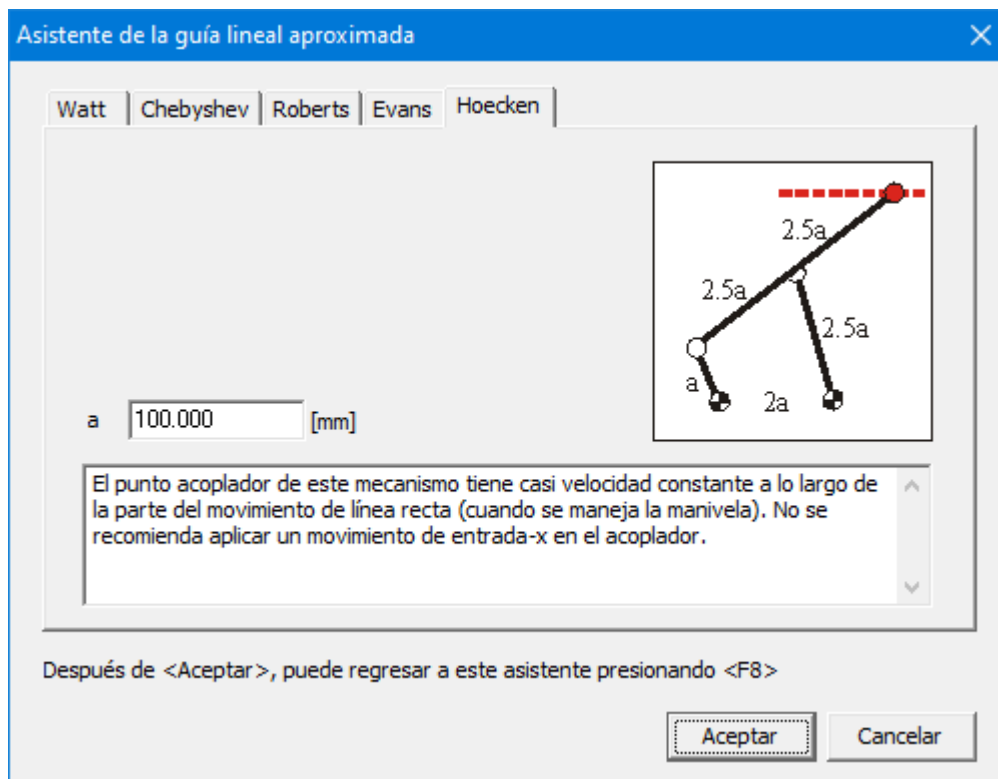 Asistente de la guía lineal aproximada
Watt Chebyshev Roberts Evans Hoecken
2.5a
2.5a
2.5a
a 2a
a 100.000 [mm]
El punto acoplador de este mecanismo tiene casi velocidad constante a lo largo de
la parte del movimiento de línea recta (cuando se maneja la manivela). No se
recomienda aplicar un movimiento de entrada-x en el acoplador.
Después de <Aceptar>, puede regresar a este asistente presionando <F8>
Aceptar Cancelar